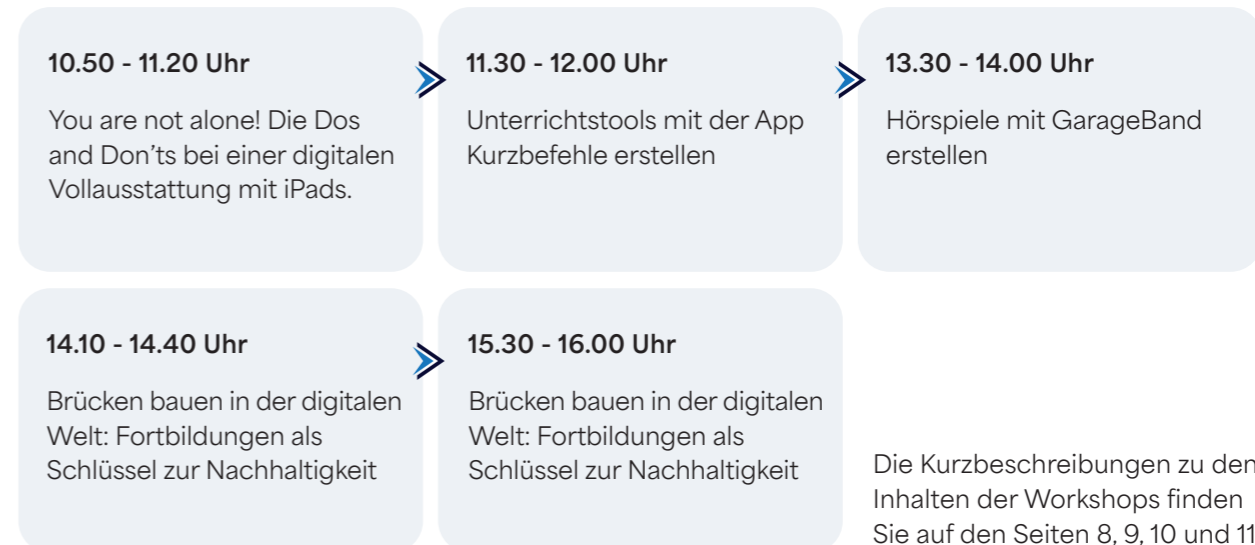 10.50 - 11.20 Uhr
You are not alone! Die Dos
and Don'ts bei einer digitalen
Vollausstattung mit iPads.
11.30 - 12.00 Uhr
Unterrichtstools mit der App
Kurzbefehle erstellen
13.30 - 14.00 Uhr
Hörspiele mit GarageBand
erstellen
14.10 - 14.40 Uhr
Brücken bauen in der digitalen
Welt: Fortbildungen als
Schlüssel zur Nachhaltigkeit
15.30 - 16.00 Uhr
Brücken bauen in der digitalen
Welt: Fortbildungen als
Schlüssel zur Nachhaltigkeit
Die Kurzbeschreibungen zu den
Inhalten der Workshops finden
Sie auf den Seiten 8, 9, 10 und 11